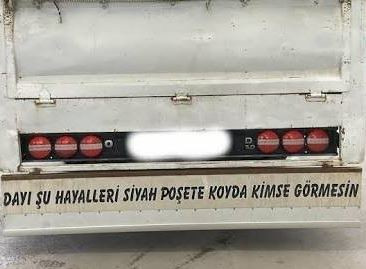 D
DAYI ŞU HAYALLERİ SİYAH POŞETE KOYDA KİMSE GÖRMESİN